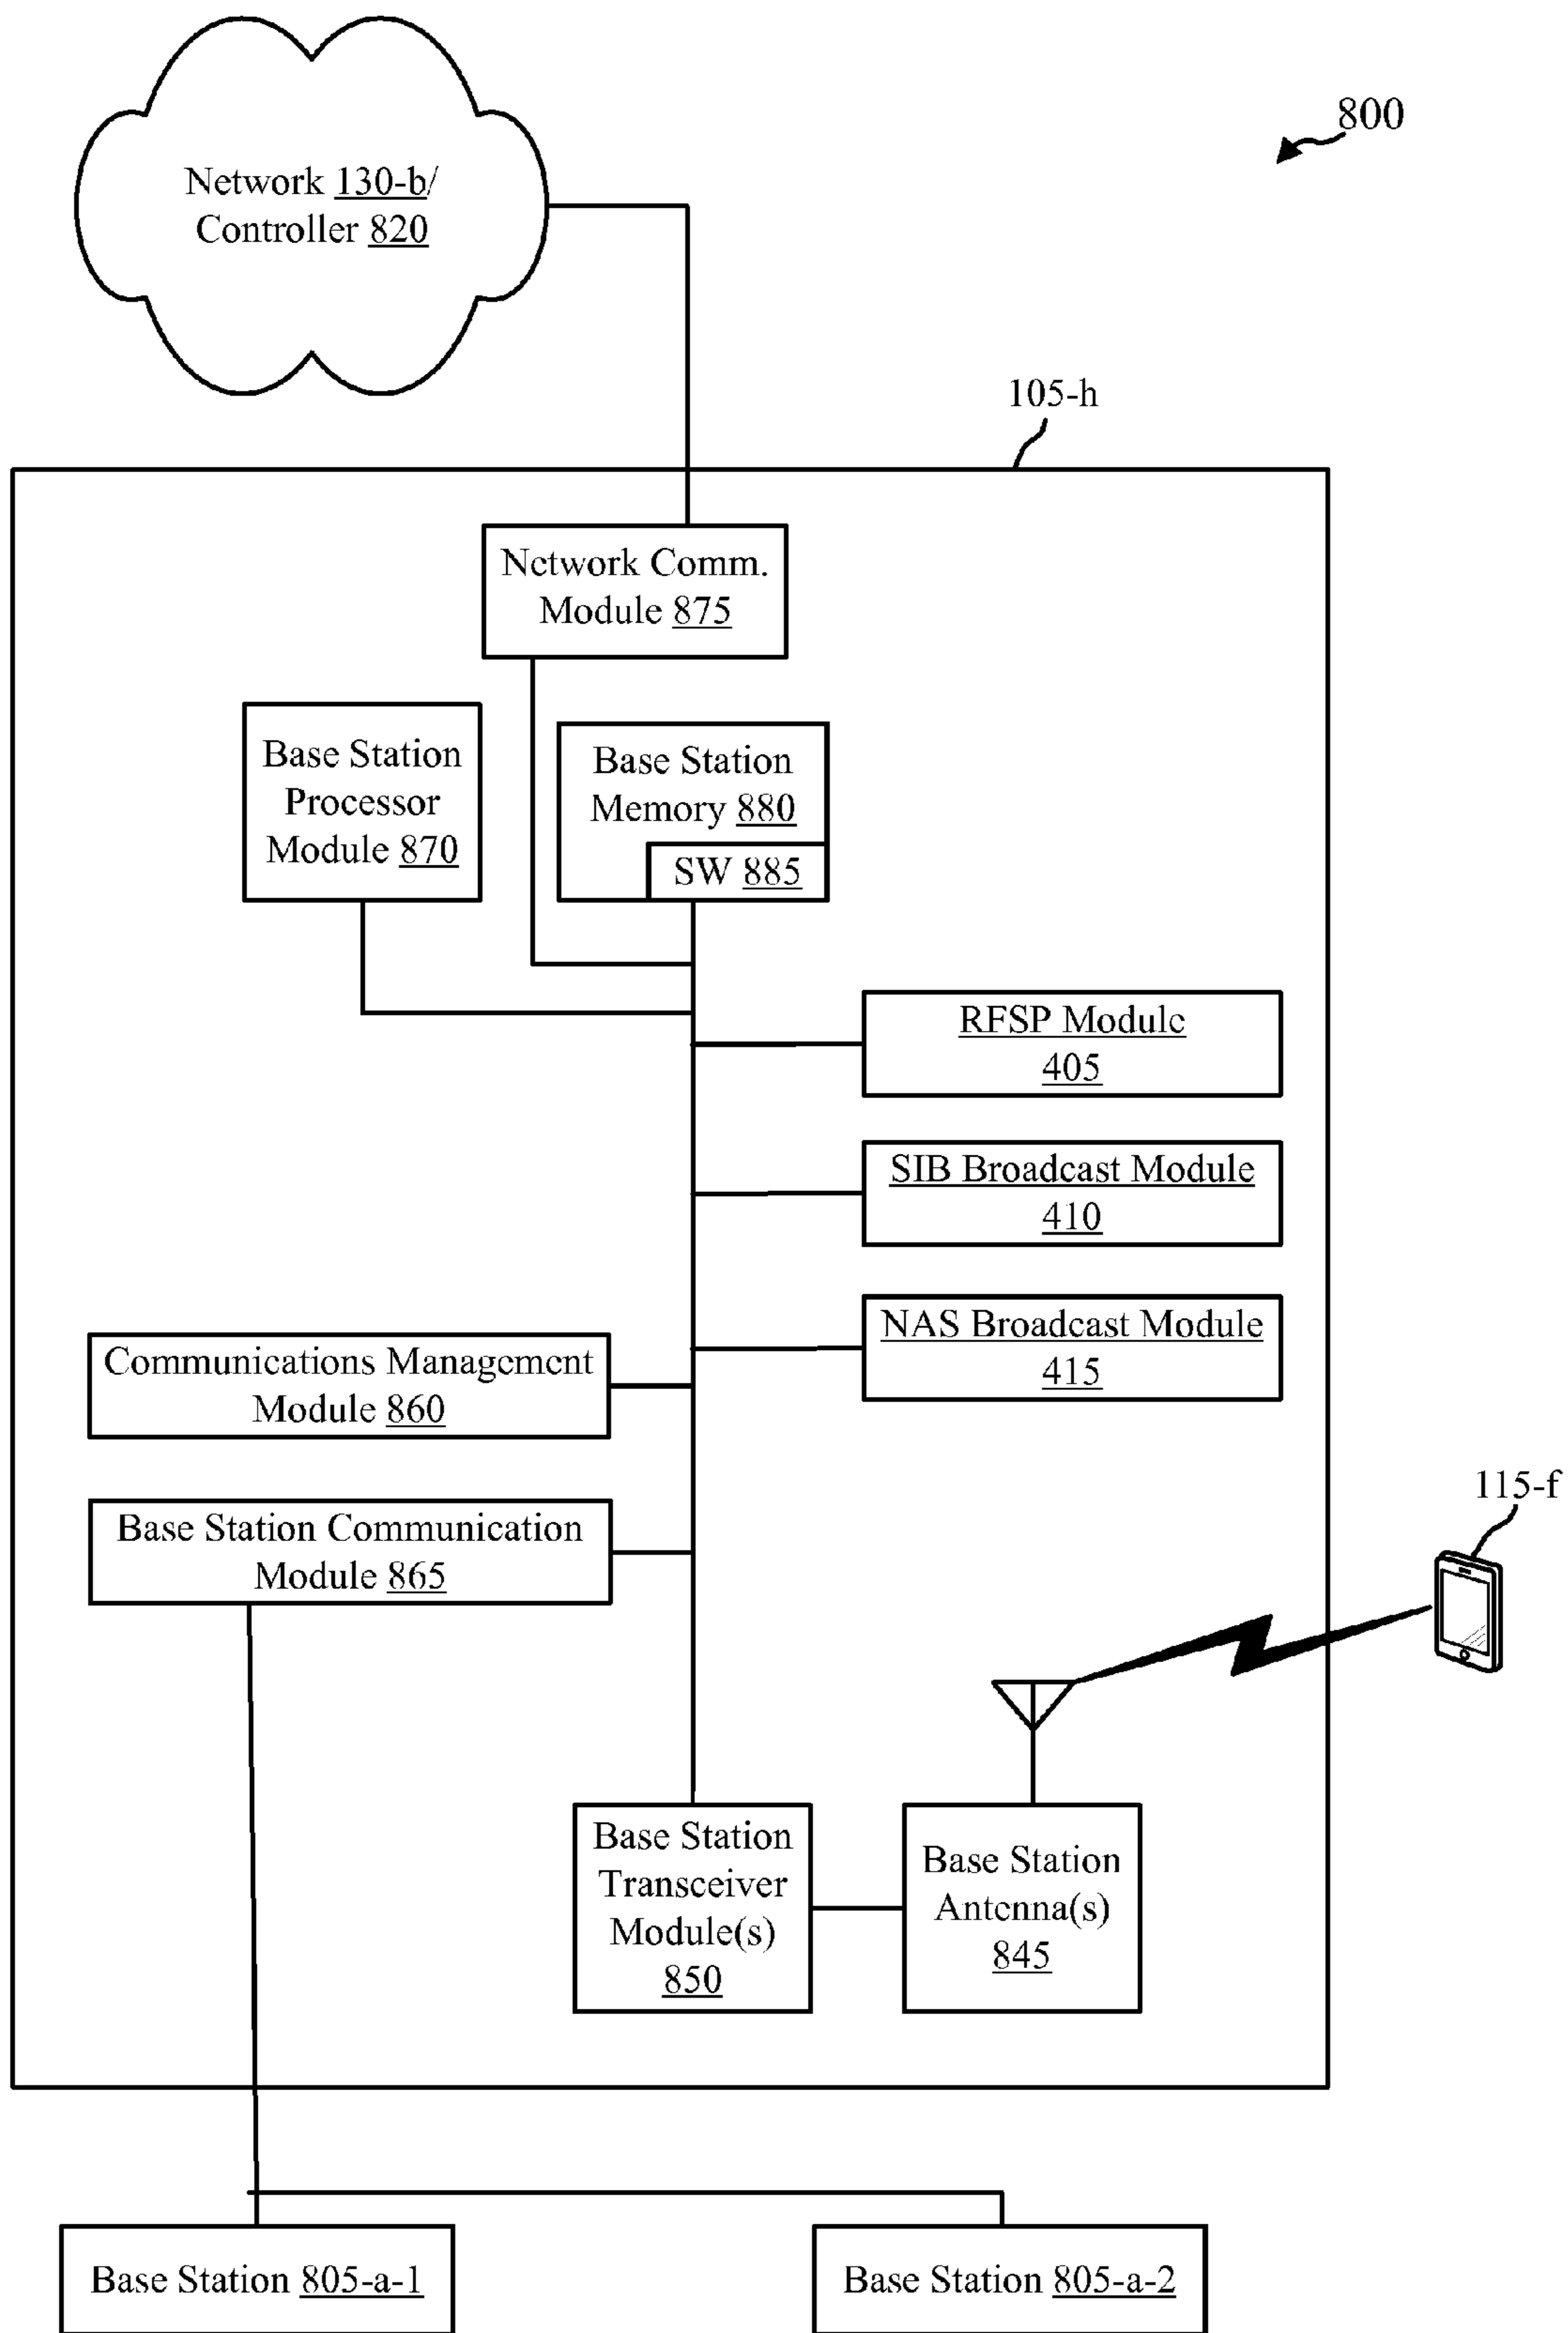 800
Network 130-b/
Controller 820
105-h
Network Comm.
Module 875
Base Station
Processor
Module 870
Base Station
Memory 880
SW 885
RFSP Module
405
SIB Broadcast Module
410
NAS Broadcast Module
415
Communications Management
Module 860
Base Station Communication
Module 865
115-f
Base Station
Transceiver
Module(s)
850
Base Station
Antenna(s)
845
Base Station 805-a-1
Base Station 805-a-2